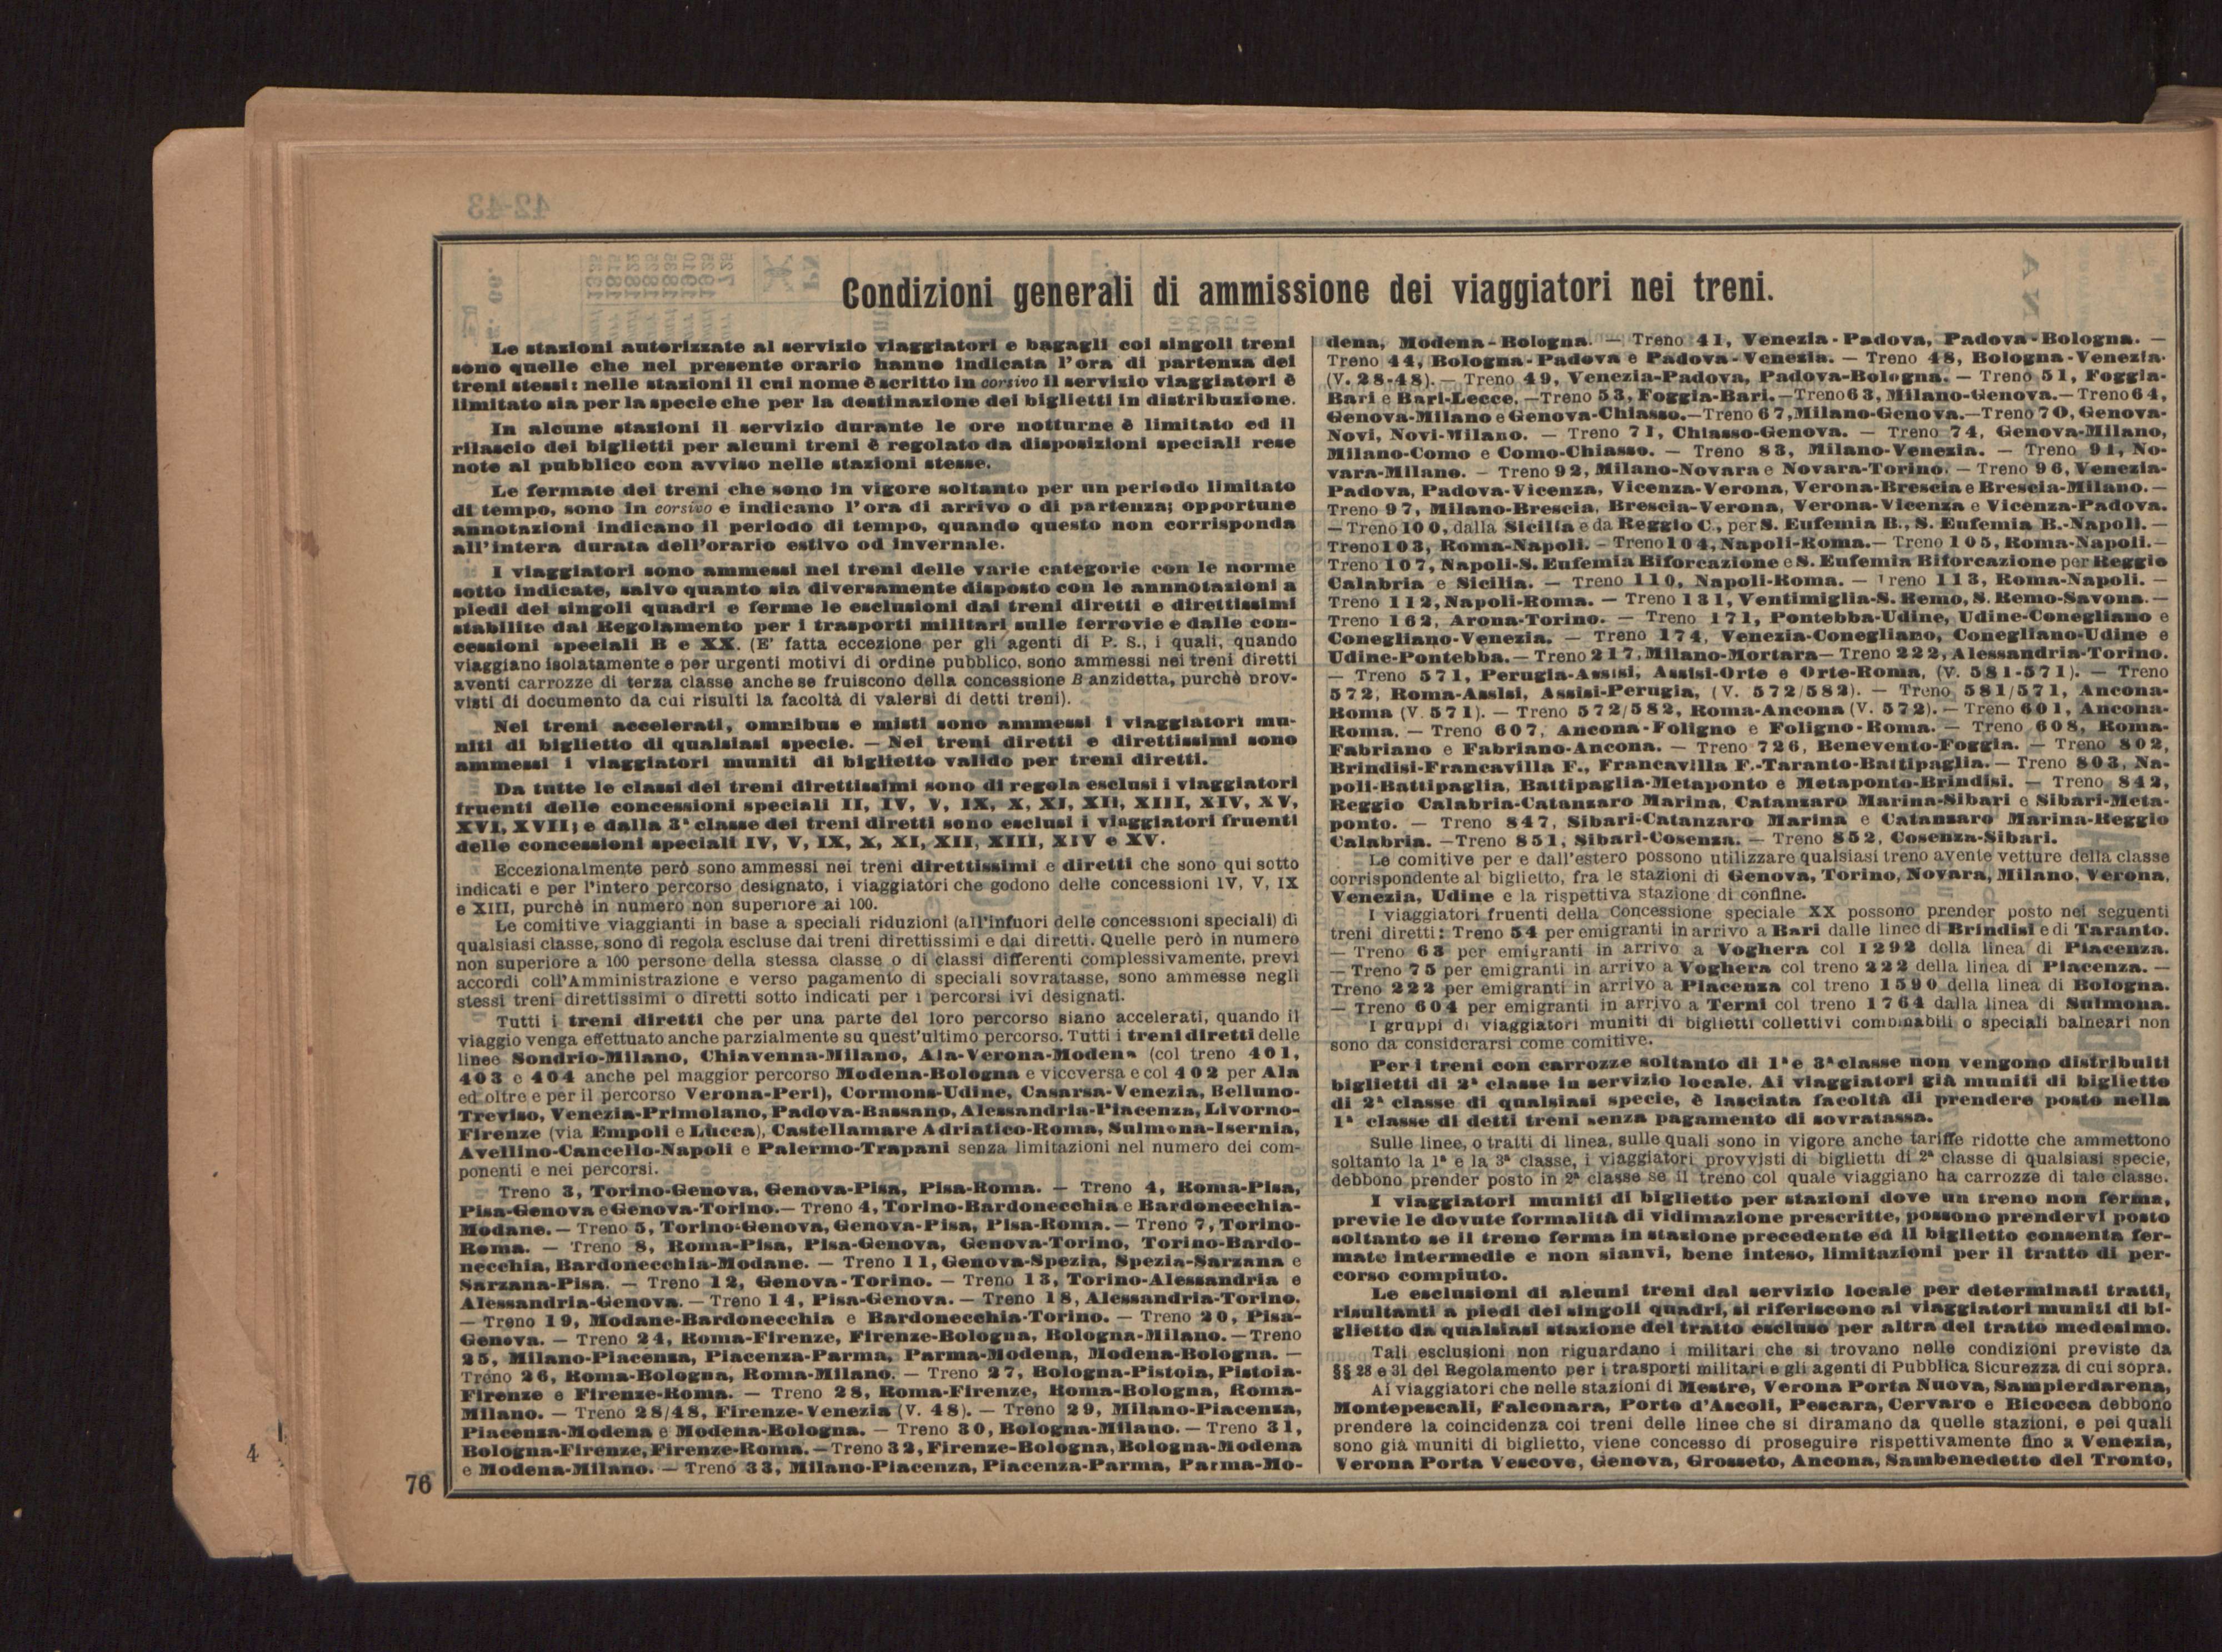 Condizioni generali di ammissione dei viaggiatori nei treni.
Le stazioni autorizzate al servizio viaggiatori e bagagli coi singoli treni
sono quelle che nel presente orario hanno indicata l'ora di partenza dei
treni stessi: nelle stazioni il cui nome è scritto in corsivo il servizio viaggiatori è
limitato sia per la specie che per la destinazione dei biglietti in distribuzione.
In alcune stazioni il servizio durante le ore notturne è limitato ed il
rilascio dei biglietti per alcuni treni è regolato da disposizioni speciali rese
note al pubblico con avviso nelle stazioni stesse.
Le fermate dei treni che sono in vigore soltanto per un periodo limitato
di tempo, sono in corsivo e indicano l'ora di arrivo o di partenza; opportune
annotazioni indicano il periodo di tempo, quando questo non corrisponda
all'intera durata dell'orario estivo od invernale.
I viaggiatori sono ammessi nei treni delle varie categorie con le norme
sotto indicate, salvo quanto sia diversamente disposto con le annnotazioni a
piedi dei singoli quadri e ferme le esclusioni dai treni diretti e direttissimi
stabilite dal Regolamento per i trasporti militari sulle ferrovie e dalle con-
cessioni speciali B e XX. (E' fatta eccezione per gli agenti di P. S., i quali, quando
viaggiano isolatamente e per urgenti motivi di ordine pubblico, sono ammessi nei treni diretti
aventi carrozze di terza classe anche se fruiscono della concessione B anzidetta, purchè prov-
visti di documento da cui risulti la facoltà di valersi di detti treni).
Nei treni accelerati, omnibus e misti sono ammessi i viaggiatori mu-
niti di biglietto di qualsiasi specie. — Nei treni diretti e direttissimi sono
ammessi i viaggiatori muniti di biglietto valido per treni diretti.
Da tutte le classi dei treni direttissimi sono di regola esclusi i viaggiatori
fruenti delle concessioni speciali II, IV, V, IX, X, XI, XII, XIII, XIV, XV,
XVI, XVII; e dalla 3ª classe dei treni diretti sono esclusi i viaggiatori fruenti
delle concessioni speciali IV, V, IX, X, XI, XII, XIII, XIV e XV.
Eccezionalmente però sono ammessi nei treni direttissimi e diretti che sono qui sotto
indicati e per l'intero percorso designato, i viaggiatori che godono delle concessioni IV, V, IX
e XIII, purchè in numero non superiore ai 100.
Le comitive viaggianti in base a speciali riduzioni (all'infuori delle concessioni speciali) di
qualsiasi classe, sono di regola escluse dai treni direttissimi e dai diretti. Quelle però in numero
non superiore a 100 persone della stessa classe o di classi differenti complessivamente, previ
accordi coll'Amministrazione e verso pagamento di speciali sovratasse, sono ammesse negli
stessi treni direttissimi o diretti sotto indicati per i percorsi ivi designati.
Tutti i treni diretti che per una parte del loro percorso siano accelerati, quando il
viaggio venga effettuato anche parzialmente su quest'ultimo percorso. Tutti i treni diretti delle
linee Sondrio-Milano, Chiavenna-Milano, Ala-Verona-Modena (col treno 401,
403 e 404 anche pel maggior percorso Modena-Bologna e viceversa e col 402 per Ala
ed oltre e per il percorso Verona-Peri), Cormons-Udine, Casarsa-Venezia, Belluno-
Treviso, Venezia-Primolano, Padova-Bassano, Alessandria-Piacenza, Livorno-
Firenze (via Empoli e Lucca), Castellamare Adriatico-Roma, Sulmona-Isernia,
Avellino-Cancello-Napoli e Palermo-Trapani senza limitazioni nel numero dei com-
ponenti e nei percorsi.
Treno 3, Torino-Genova, Genova-Pisa, Pisa-Roma. — Treno 4, Roma-Pisa,
Pisa-Genova e Genova-Torino. — Treno 4, Torino-Bardonecchia e Bardonecchia-
Modane. — Treno 5, Torino-Genova, Genova-Pisa, Pisa-Roma. — Treno 7, Torino-
Roma. — Treno 8, Roma-Pisa, Pisa-Genova, Genova-Torino, Torino-Bardo-
necchia, Bardonecchia-Modane. — Treno 11, Genova-Spezia, Spezia-Sarzana e
Sarzana-Pisa. — Treno 12, Genova-Torino. — Treno 13, Torino-Alessandria e
Alessandria-Genova. — Treno 14, Pisa-Genova. — Treno 18, Alessandria-Torino.
— Treno 19, Modane-Bardonecchia e Bardonecchia-Torino. — Treno 20, Pisa-
Genova. — Treno 24, Roma-Firenze, Firenze-Bologna, Bologna-Milano. — Treno
25, Milano-Piacenza, Piacenza-Parma, Parma-Modena, Modena-Bologna. —
Treno 26, Roma-Bologna, Roma-Milano. — Treno 27, Bologna-Pistoia, Pistoia-
Firenze e Firenze-Roma. — Treno 28, Roma-Firenze, Roma-Bologna, Roma-
Milano. — Treno 28/48, Firenze-Venezia (V. 48). — Treno 29, Milano-Piacenza,
Piacenza-Modena e Modena-Bologna. — Treno 30, Bologna-Milano. — Treno 31,
Bologna-Firenze, Firenze-Roma. — Treno 32, Firenze-Bologna, Bologna-Modena
e Modena-Milano. — Treno 33, Milano-Piacenza, Piacenza-Parma, Parma-Mo-
dena, Modena-Bologna. — Treno 41, Venezia-Padova, Padova-Bologna. —
Treno 44, Bologna-Padova e Padova-Venezia. — Treno 48, Bologna-Venezia.
(V. 28-48). — Treno 49, Venezia-Padova, Padova-Bologna. — Treno 51, Foggia-
Bari e Bari-Lecce. — Treno 53, Foggia-Bari. — Treno 63, Milano-Genova. — Treno 64,
Genova-Milano e Genova-Chiasso. — Treno 67, Milano-Genova. — Treno 70, Genova-
Novi, Novi-Milano. — Treno 71, Chiasso-Genova. — Treno 74, Genova-Milano,
Milano-Como e Como-Chiasso. — Treno 83, Milano-Venezia. — Treno 91, No-
vara-Milano. — Treno 92, Milano-Novara e Novara-Torino. — Treno 96, Venezia-
Padova, Padova-Vicenza, Vicenza-Verona, Verona-Brescia e Brescia-Milano. —
Treno 97, Milano-Brescia, Brescia-Verona, Verona-Vicenza e Vicenza-Padova.
— Treno 100, dalla Sicilia e da Reggio C., per S. Eufemia B., S. Eufemia B.-Napoli. —
Treno 103, Roma-Napoli. — Treno 104, Napoli-Roma. — Treno 105, Roma-Napoli. —
Treno 107, Napoli-S. Eufemia Biforcazione e S. Eufemia Biforcazione per Reggio
Calabria e Sicilia. — Treno 110, Napoli-Roma. — Treno 113, Roma-Napoli. —
Treno 112, Napoli-Roma. — Treno 131, Ventimiglia-S. Remo, S. Remo-Savona. —
Treno 162, Arona-Torino. — Treno 171, Pontebba-Udine, Udine-Conegliano e
Conegliano-Venezia. — Treno 174, Venezia-Conegliano, Conegliano-Udine e
Udine-Pontebba. — Treno 217, Milano-Mortara — Treno 222, Alessandria-Torino.
— Treno 571, Perugia-Assisi, Assisi-Orte e Orte-Roma, (V. 581-571). — Treno
572, Roma-Assisi, Assisi-Perugia, (V. 572/582). — Treno 581/571, Ancona-
Roma (V. 571). — Treno 572/582, Roma-Ancona (V. 572). — Treno 601, Ancona-
Roma. — Treno 607, Ancona-Foligno e Foligno-Roma. — Treno 608, Roma-
Fabriano e Fabriano-Ancona. — Treno 726, Benevento-Foggia. — Treno 802,
Brindisi-Francavilla F., Francavilla F.-Taranto-Battipaglia. — Treno 803, Na-
poli-Battipaglia, Battipaglia-Metaponto e Metaponto-Brindisi. — Treno 842,
Reggio Calabria-Catanzaro Marina, Catanzaro Marina-Sibari e Sibari-Meta-
ponto. — Treno 847, Sibari-Catanzaro Marina e Catanzaro Marina-Reggio
Calabria. — Treno 851, Sibari-Cosenza. — Treno 852, Cosenza-Sibari.
Le comitive per e dall'estero possono utilizzare qualsiasi treno avente vetture della classe
corrispondente al biglietto, fra le stazioni di Genova, Torino, Novara, Milano, Verona,
Venezia, Udine e la rispettiva stazione di confine.
I viaggiatori fruenti della Concessione speciale XX possono prender posto nei seguenti
treni diretti: Treno 54 per emigranti in arrivo a Bari dalle linee di Brindisi e di Taranto.
— Treno 63 per emigranti in arrivo a Voghera col 1292 della linea di Piacenza.
— Treno 75 per emigranti in arrivo a Voghera col treno 222 della linea di Piacenza. —
Treno 222 per emigranti in arrivo a Piacenza col treno 1590 della linea di Bologna.
— Treno 604 per emigranti in arrivo a Terni col treno 1764 dalla linea di Sulmona.
I gruppi di viaggiatori muniti di biglietti collettivi combinabili o speciali balneari non
sono da considerarsi come comitive.
Per i treni con carrozze soltanto di 1ª e 3ª classe non vengono distribuiti
biglietti di 2ª classe in servizio locale. Ai viaggiatori già muniti di biglietto
di 2ª classe di qualsiasi specie, è lasciata facoltà di prendere posto nella
1ª classe di detti treni senza pagamento di sovratassa.
Sulle linee, o tratti di linea, sulle quali sono in vigore anche tariffe ridotte che ammettono
soltanto la 1ª e la 3ª classe, i viaggiatori provvisti di biglietti di 2ª classe di qualsiasi specie,
debbono prender posto in 2ª classe se il treno col quale viaggiano ha carrozze di tale classe.
I viaggiatori muniti di biglietto per stazioni dove un treno non ferma,
previe le dovute formalità di vidimazione prescritte, possono prendervi posto
soltanto se il treno ferma in stazione precedente ed il biglietto consenta fer-
mate intermedie e non sianvi, bene inteso, limitazioni per il tratto di per-
corso compiuto.
Le esclusioni di alcuni treni dal servizio locale per determinati tratti,
risultanti a piedi dei singoli quadri, si riferiscono ai viaggiatori muniti di bi-
glietto da qualsiasi stazione del tratto escluso per altra del tratto medesimo.
Tali esclusioni non riguardano i militari che si trovano nelle condizioni previste da
§§ 28 e 31 del Regolamento per i trasporti militari e gli agenti di Pubblica Sicurezza di cui sopra.
Ai viaggiatori che nelle stazioni di Mestre, Verona Porta Nuova, Sampierdarena,
Montepescali, Falconara, Porto d'Ascoli, Pescara, Cervaro e Bicocca debbono
prendere la coincidenza coi treni delle linee che si diramano da quelle stazioni, e pei quali
sono già muniti di biglietto, viene concesso di proseguire rispettivamente fino a Venezia,
Verona Porta Vescovo, Genova, Grosseto, Ancona, Sambenedetto del Tronto,
76
4